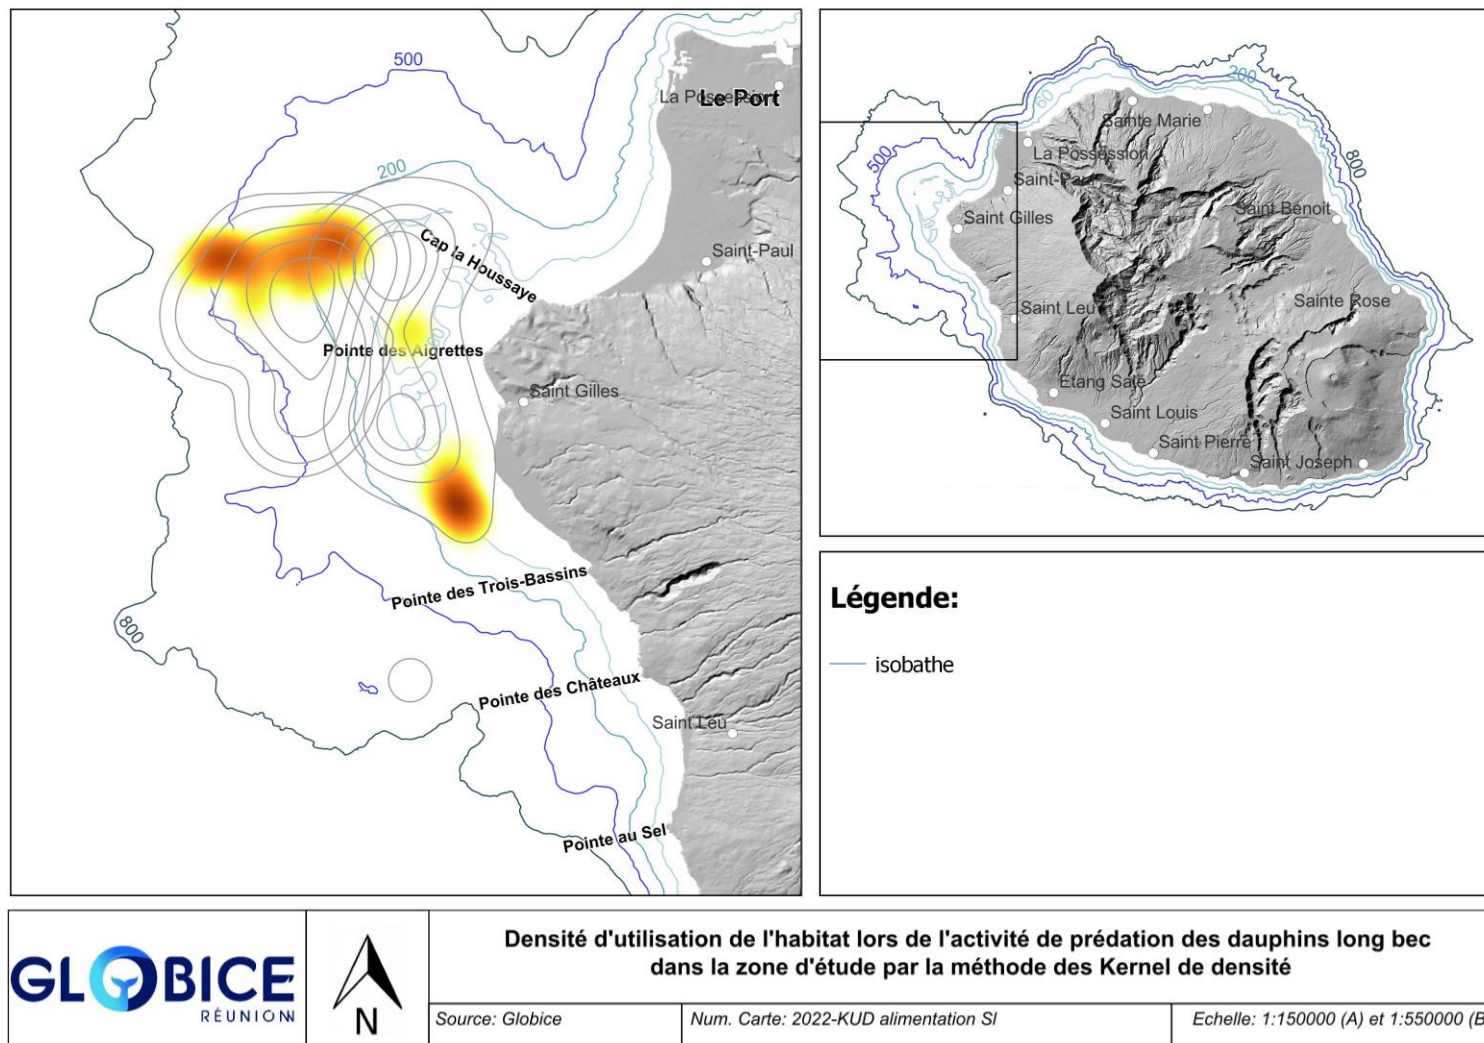 500
La Possession
Le Port
200
Cap la Houssaye
Saint-Paul
Pointe des Aigrettes
Saint Gilles
Pointe des Trois-Bassins
800
Pointe des Châteaux
Saint Leu
Pointe au Sel
200
60
Sainte Marie
La Possession
500
800
Saint-Paul
Saint Gilles
Saint Benoit
Sainte Rose
Saint Leu
Etang Salé
Saint Louis
Saint Pierre
Saint Joseph
Légende:
isobathe
GLOBICE
RÉUNION
N
Densité d'utilisation de l'habitat lors de l'activité de prédation des dauphins long bec
dans la zone d'étude par la méthode des Kernel de densité
Source: Globice
Num. Carte: 2022-KUD alimentation SI
Echelle: 1:150000 (A) et 1:550000 (B